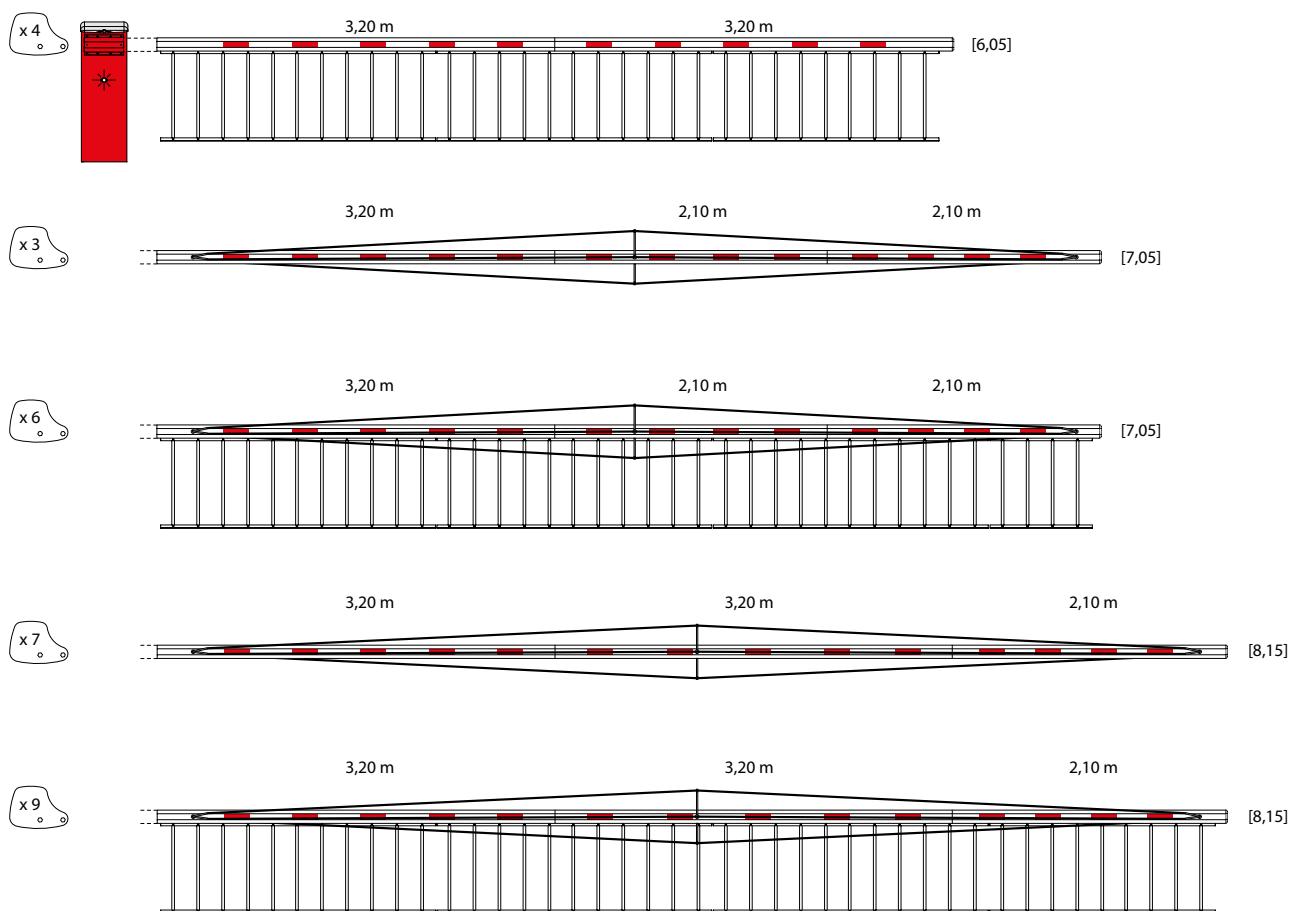 x 4
3,20 m 3,20 m
[6,05]
3,20 m 2,10 m 2,10 m
x 3
[7,05]
3,20 m 2,10 m 2,10 m
x 6
[7,05]
3,20 m 3,20 m 2,10 m
x 7
[8,15]
3,20 m 3,20 m 2,10 m
x 9
[8,15]